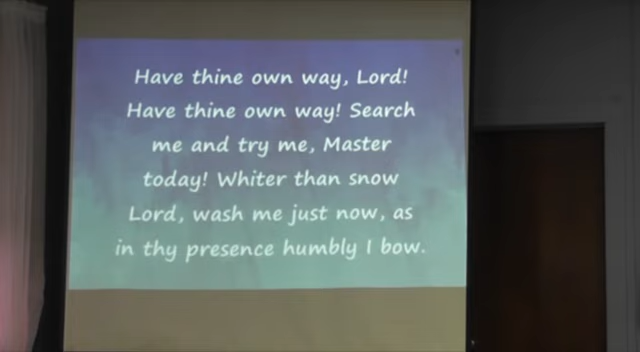 Have thine own way, Lord!
Have thine own way! Search
me and try me, Master
today! Whiter than snow
Lord, wash me just now, as
in thy presence humbly I bow.